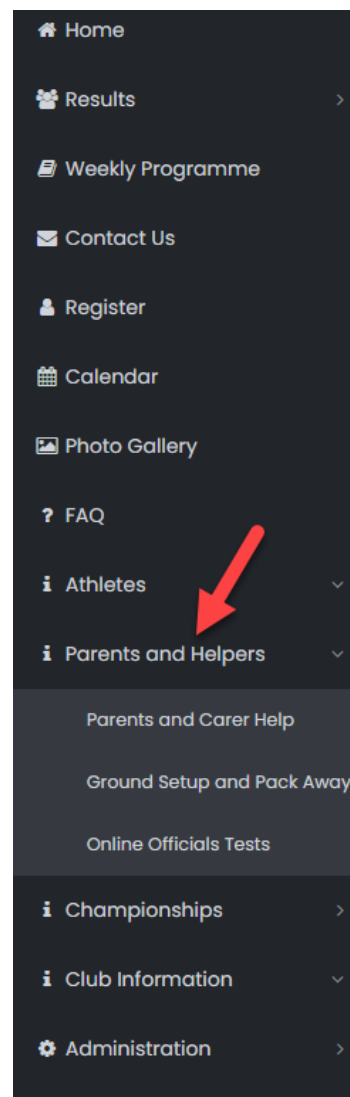 Home
Results
Weekly Programme
Contact Us
Register
Calendar
Photo Gallery
? FAQ
i Athletes
i Parents and Helpers
Parents and Carer Help
Ground Setup and Pack Away
Online Officials Tests
i Championships
i Club Information
Administration